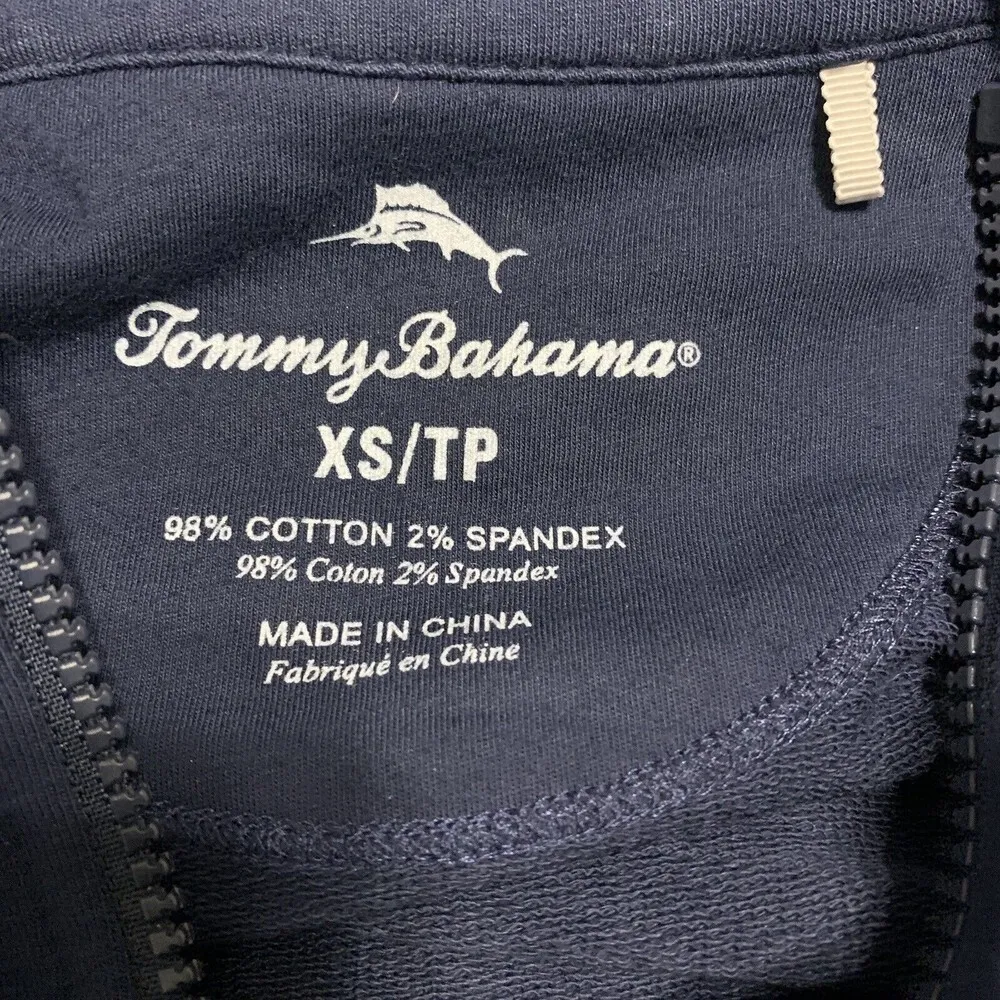 Tommy Bahama®
XS/TP
98% COTTON 2% SPANDEX
98% Coton 2% Spandex
MADE IN CHINA
Fabriqué en Chine